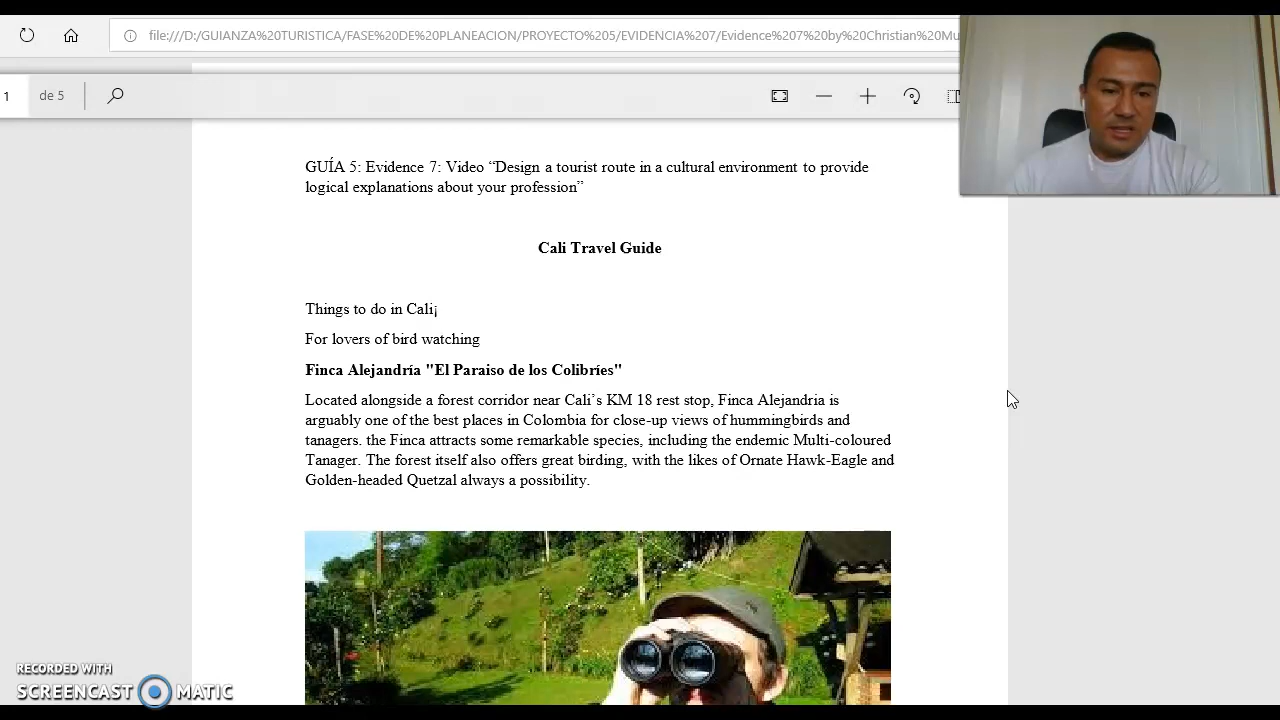 file:///D:/GUIANZA%20TURISTICA/FASE%20DE%20PLANEACION/PROYECTO%205/EVIDENCIA%207/Evidence%207%20by%20Christian%20Mu
1 de 5
GUÍA 5: Evidence 7: Video “Design a tourist route in a cultural environment to provide
logical explanations about your profession”
Cali Travel Guide
Things to do in Cali¡
For lovers of bird watching
Finca Alejandría "El Paraiso de los Colibríes"
Located alongside a forest corridor near Cali’s KM 18 rest stop, Finca Alejandria is
arguably one of the best places in Colombia for close-up views of hummingbirds and
tanagers. the Finca attracts some remarkable species, including the endemic Multi-coloured
Tanager. The forest itself also offers great birding, with the likes of Ornate Hawk-Eagle and
Golden-headed Quetzal always a possibility.
RECORDED WITH
SCREENCAST MATIC